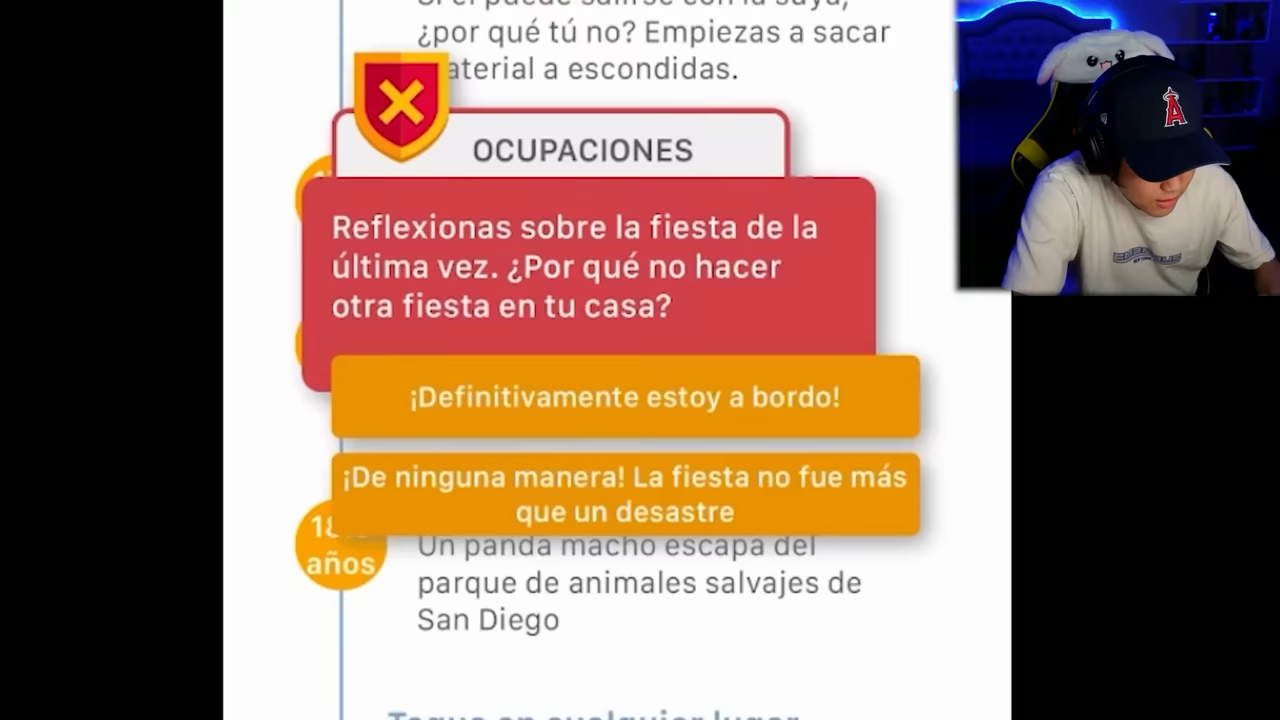 ¿por qué tú no? Empiezas a sacar
a escondidas.
OCUPACIONES
Reflexionas sobre la fiesta de la
última vez. ¿Por qué no hacer
otra fiesta en tu casa?
¡Definitivamente estoy a bordo!
¡De ninguna manera! La fiesta no fue más
que un desastre
años
Un panda macho escapa del
parque de animales salvajes de
San Diego
A